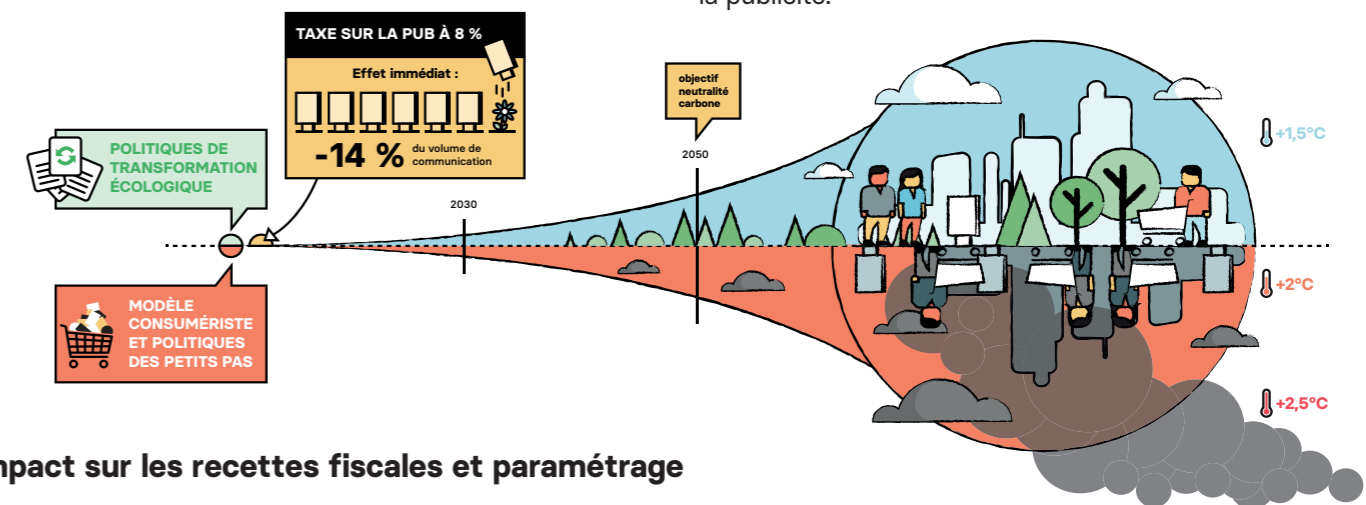 la publicité.
TAXE SUR LA PUB À 8 %
Effet immédiat :
-14 %
du volume de
communication
objectif
neutralité
carbone
POLITIQUES DE
TRANSFORMATION
ÉCOLOGIQUE
2030
2050
+1,5°C
MODÈLE
CONSUMÉRISTE
ET POLITIQUES
DES PETITS PAS
+2°C
+2,5°C
mpact sur les recettes fiscales et paramétrage